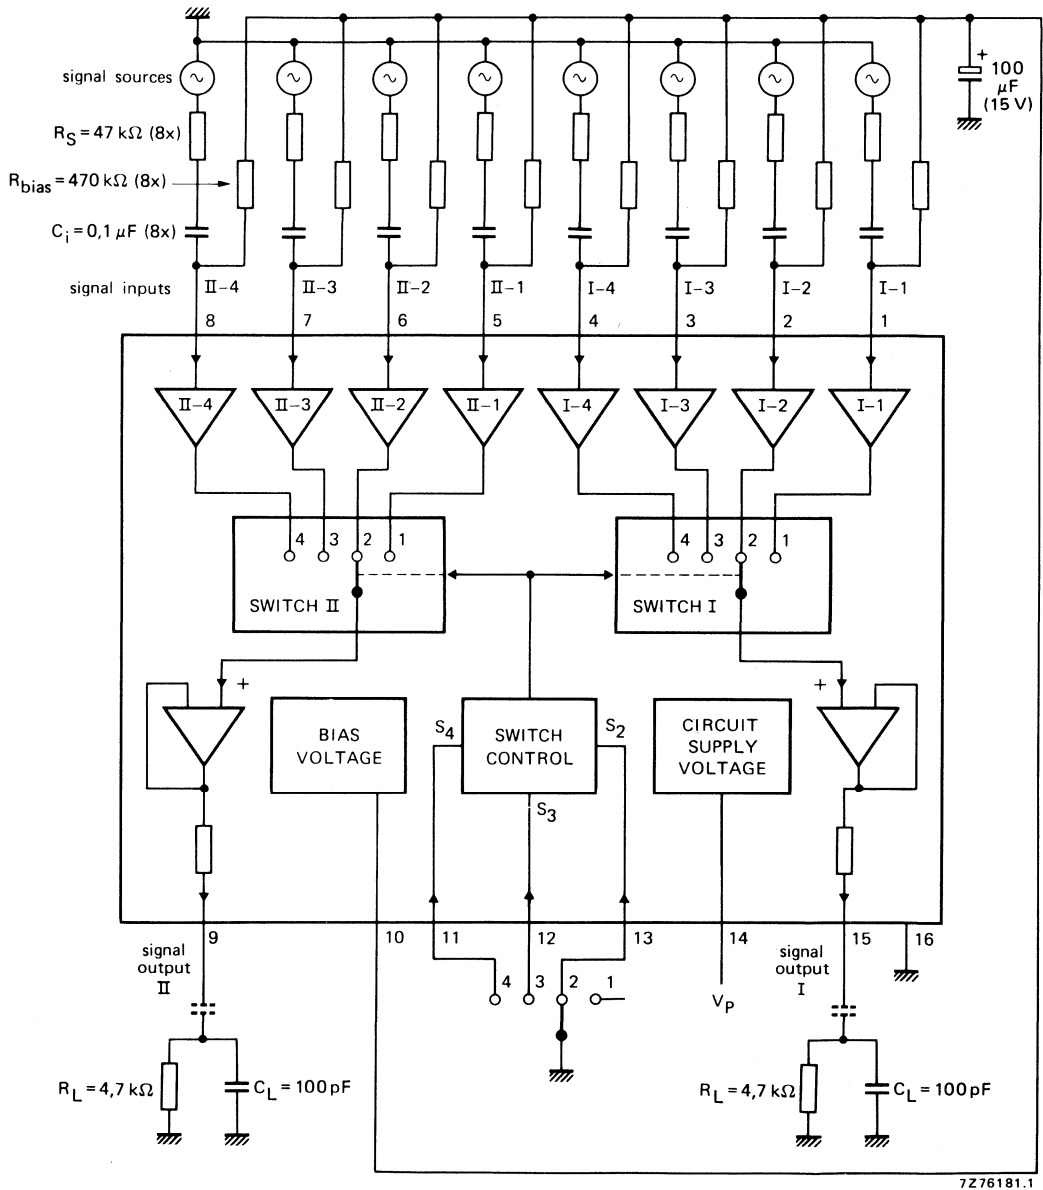 signal sources
100
μF
(15 V)
R_S = 47 kΩ (8x)
R_bias = 470 kΩ (8x)
C_i = 0,1 μF (8x)
signal inputs
II-4 II-3 II-2 II-1 I-4 I-3 I-2 I-1
8 7 6 5 4 3 2 1
II-4 II-3 II-2 II-1 I-4 I-3 I-2 I-1
4 3 2 1 4 3 2 1
SWITCH II SWITCH I
+ +
BIAS
VOLTAGE
S4 SWITCH
CONTROL
S2
S3
CIRCUIT
SUPPLY
VOLTAGE
9 10 11 12 13 14 15 16
signal
output
II
4 3 2 1
V_P
signal
output
I
R_L = 4,7 kΩ C_L = 100 pF
R_L = 4,7 kΩ C_L = 100 pF
7Z76181.1